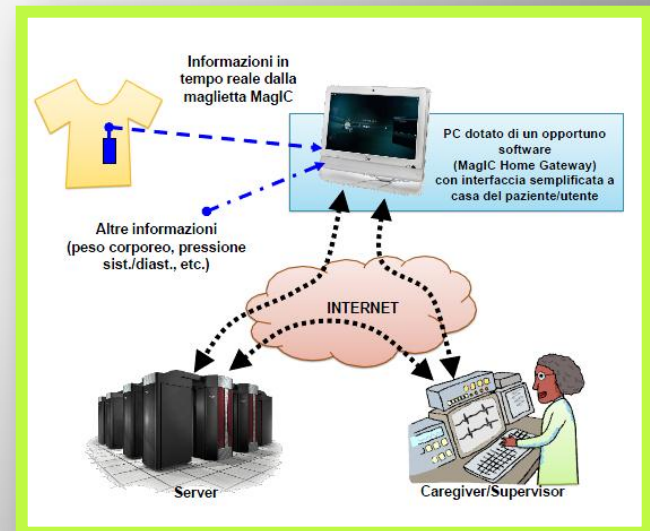 Informazioni in
tempo reale dalla
maglietta MagIC
PC dotato di un opportuno
software
(MagIC Home Gateway)
con interfaccia semplificata a
casa del paziente/utente
Altre informazioni
(peso corporeo, pressione
sist./diast., etc.)
INTERNET
Server
Caregiver/Supervisor